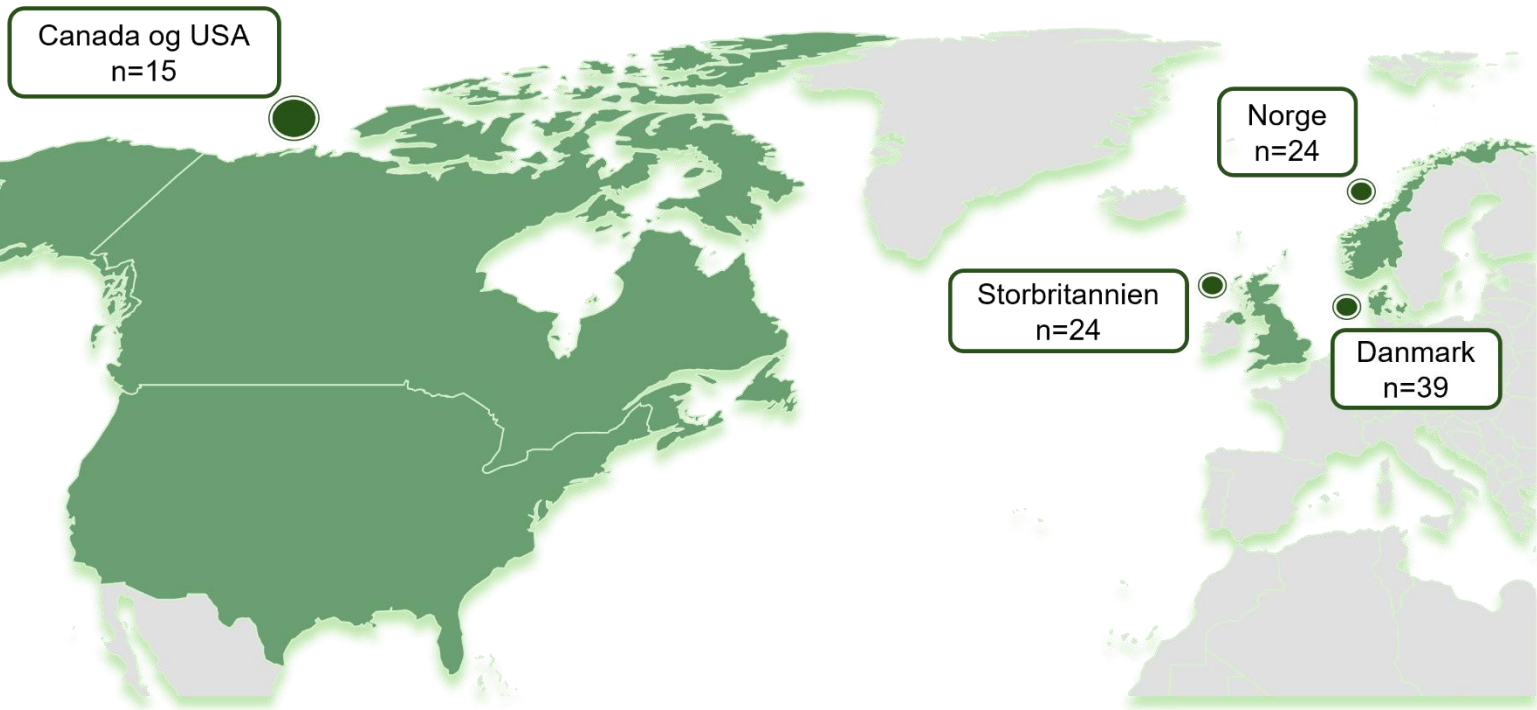 Canada og USA
n=15
Norge
n=24
Storbritannien
n=24
Danmark
n=39